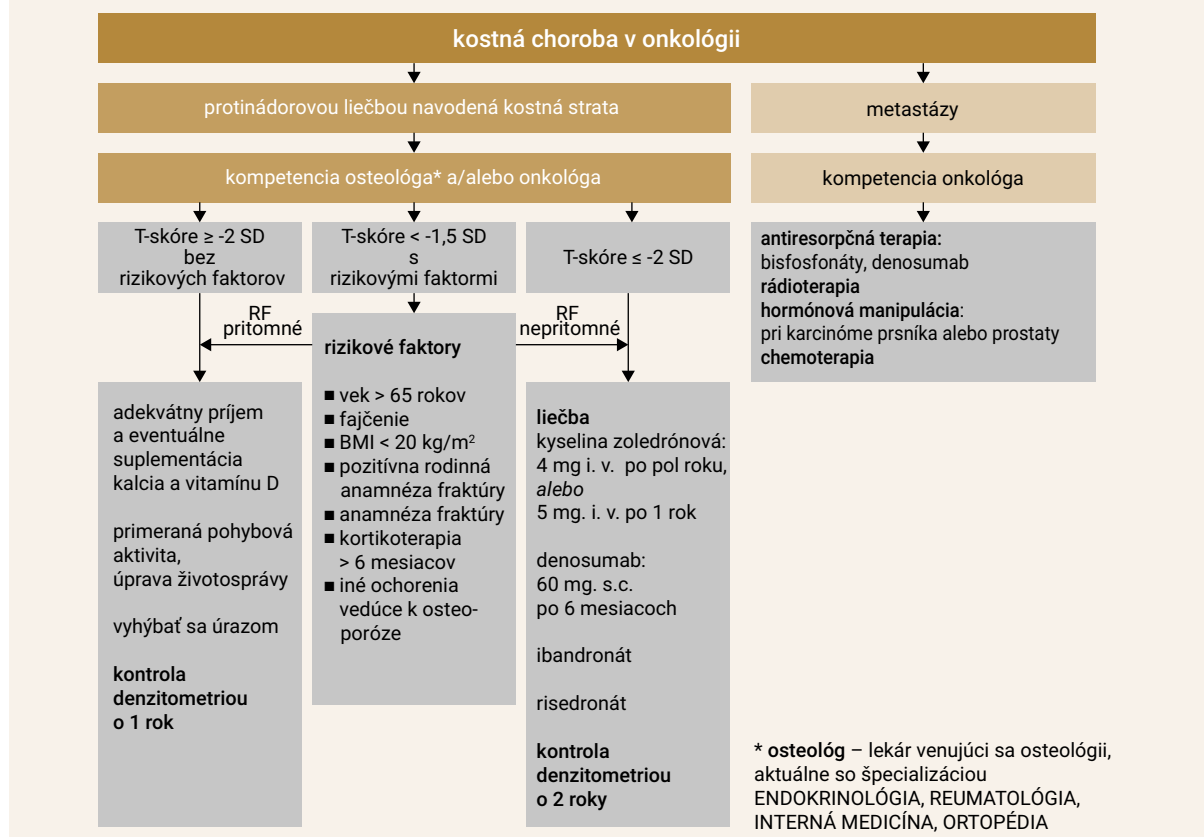 kostná choroba v onkológii
protinádorovou liečbou navodená kostná strata
metastázy
kompetencia osteológa* a/alebo onkológa
kompetencia onkológa
T-skóre ≥ -2 SD
bez
rizikových faktorov
T-skóre < -1,5 SD
s
rizikovými faktormi
T-skóre ≤ -2 SD
antiresorpčná terapia:
bisfosfonáty, denosumab
rádioterapia
hormónová manipulácia:
pri karcinóme prsníka alebo prostaty
chemoterapia
RF
pritomné
RF
nepritomné
rizikové faktory
■ vek > 65 rokov
■ fajčenie
■ BMI < 20 kg/m²
■ pozitívna rodinná
anamnéza fraktúry
■ anamnéza fraktúry
■ kortikoterapia
> 6 mesiacov
■ iné ochorenia
vedúce k osteo-
poróze
adekvátny príjem
a eventuálne
suplementácia
kalcia a vitamínu D
primeraná pohybová
aktivita,
úprava životosprávy
vyhýbať sa úrazom
kontrola
denzitometriou
o 1 rok
liečba
kyselina zoledrónová:
4 mg i. v. po pol roku,
alebo
5 mg. i. v. po 1 rok
denosumab:
60 mg. s.c.
po 6 mesiacoch
ibandronát
risedronát
kontrola
denzitometriou
o 2 roky
* osteológ – lekár venujúci sa osteológii,
aktuálne so špecializáciou
ENDOKRINOLÓGIA, REUMATOLÓGIA,
INTERNÁ MEDICÍNA, ORTOPÉDIA